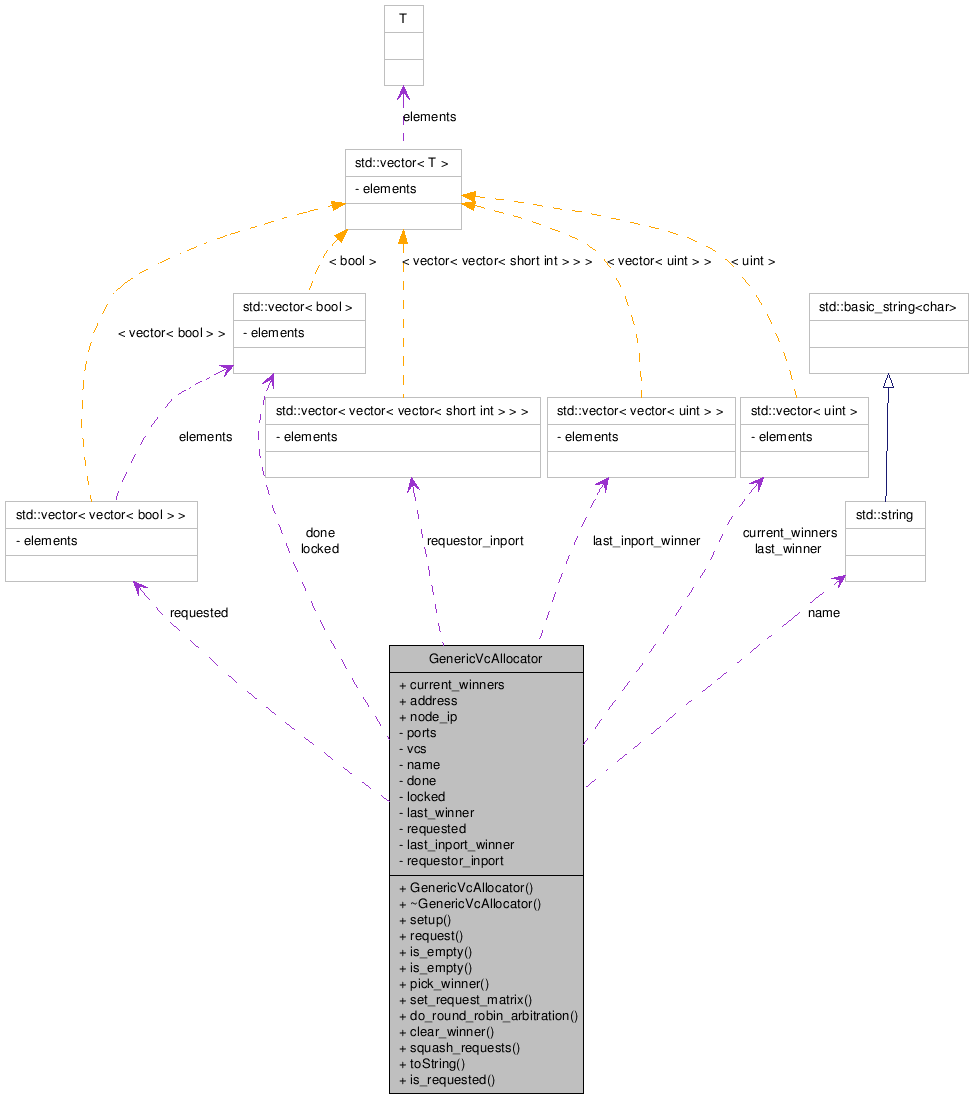 T
elements
std::vector< T >
- elements
< bool >
< vector< vector< short int > > >
< vector< uint > >
< uint >
std::vector< bool >
- elements
std::basic_string<char>
< vector< bool > >
std::vector< vector< vector< short int > > >
- elements
std::vector< vector< uint > >
- elements
std::vector< uint >
- elements
elements
std::vector< vector< bool > >
- elements
std::string
done
locked
requestor_inport
last_inport_winner
current_winners
last_winner
requested
name
GenericVcAllocator
+ current_winners
+ address
+ node_ip
- ports
- vcs
- name
- done
- locked
- last_winner
- requested
- last_inport_winner
- requestor_inport
+ GenericVcAllocator()
+ ~GenericVcAllocator()
+ setup()
+ request()
+ is_empty()
+ is_empty()
+ pick_winner()
+ set_request_matrix()
+ do_round_robin_arbitration()
+ clear_winner()
+ squash_requests()
+ toString()
+ is_requested()